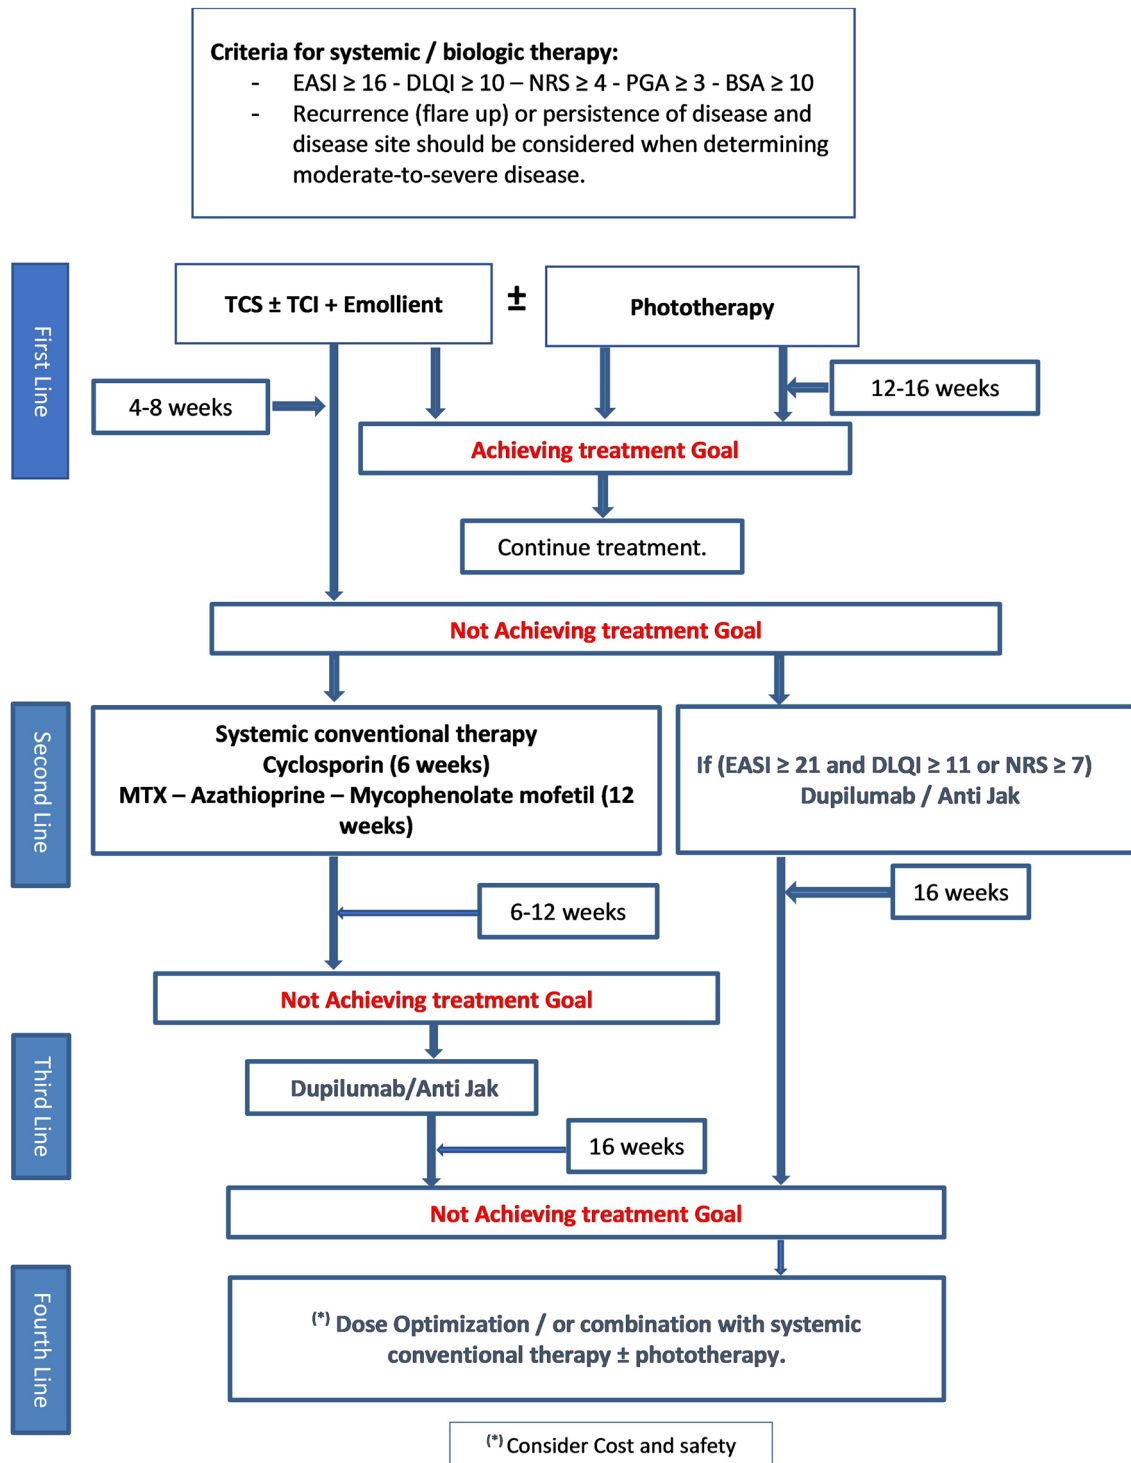 Criteria for systemic / biologic therapy:
- EASI ≥ 16 - DLQI ≥ 10 – NRS ≥ 4 - PGA ≥ 3 - BSA ≥ 10
- Recurrence (flare up) or persistence of disease and
disease site should be considered when determining
moderate-to-severe disease.
First Line
TCS ± TCI + Emollient
±
Phototherapy
4-8 weeks
12-16 weeks
Achieving treatment Goal
Continue treatment.
Not Achieving treatment Goal
Second Line
Systemic conventional therapy
Cyclosporin (6 weeks)
MTX – Azathioprine – Mycophenolate mofetil (12
weeks)
If (EASI ≥ 21 and DLQI ≥ 11 or NRS ≥ 7)
Dupilumab / Anti Jak
16 weeks
6-12 weeks
Not Achieving treatment Goal
Third Line
Dupilumab/Anti Jak
16 weeks
Not Achieving treatment Goal
Fourth Line
(*) Dose Optimization / or combination with systemic
conventional therapy ± phototherapy.
(*) Consider Cost and safety